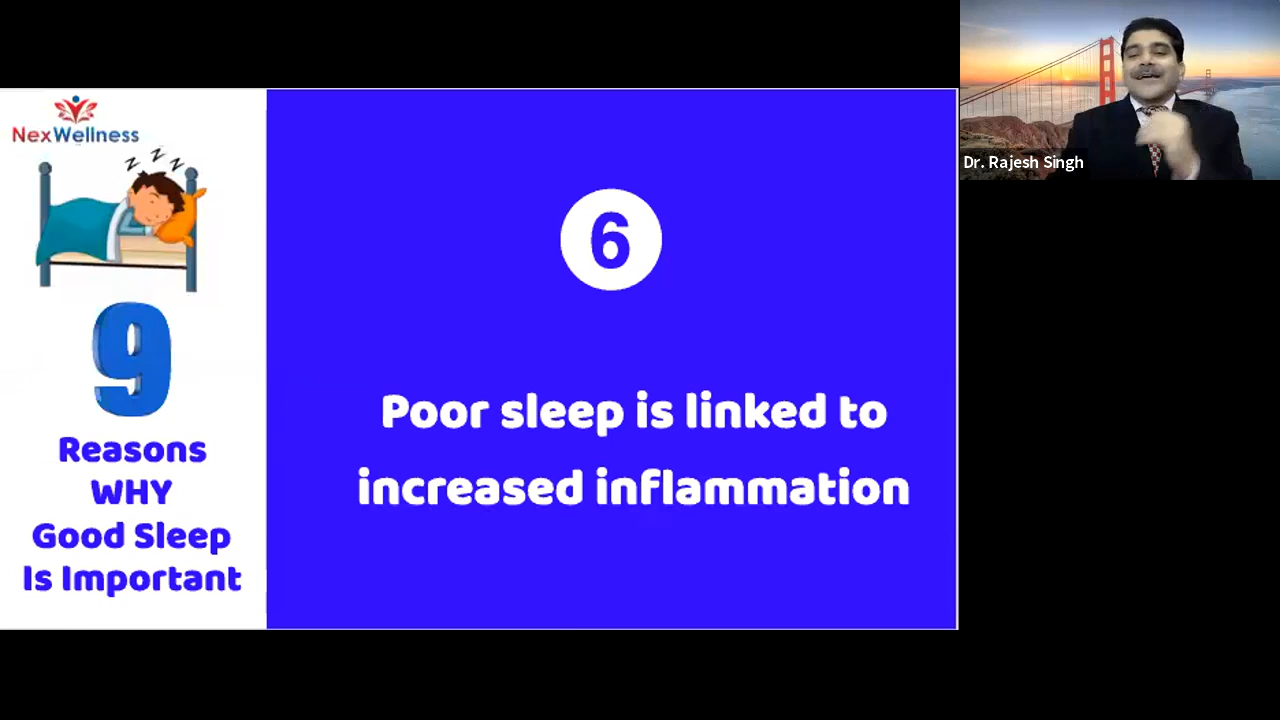 NexWellness
z z z
9
Reasons
WHY
Good Sleep
Is Important
6
Poor sleep is linked to
increased inflammation
Dr. Rajesh Singh